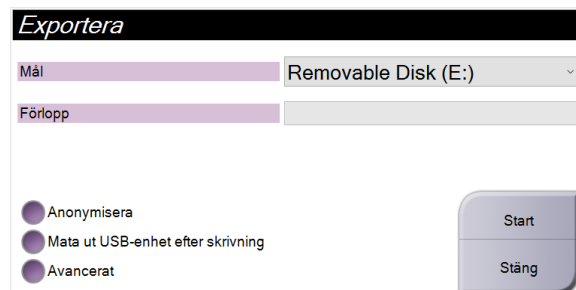 Exportera
Mål
Removable Disk (E:)
Förlopp
Anonymisera
Mata ut USB-enhet efter skrivning
Avancerat
Start
Stäng